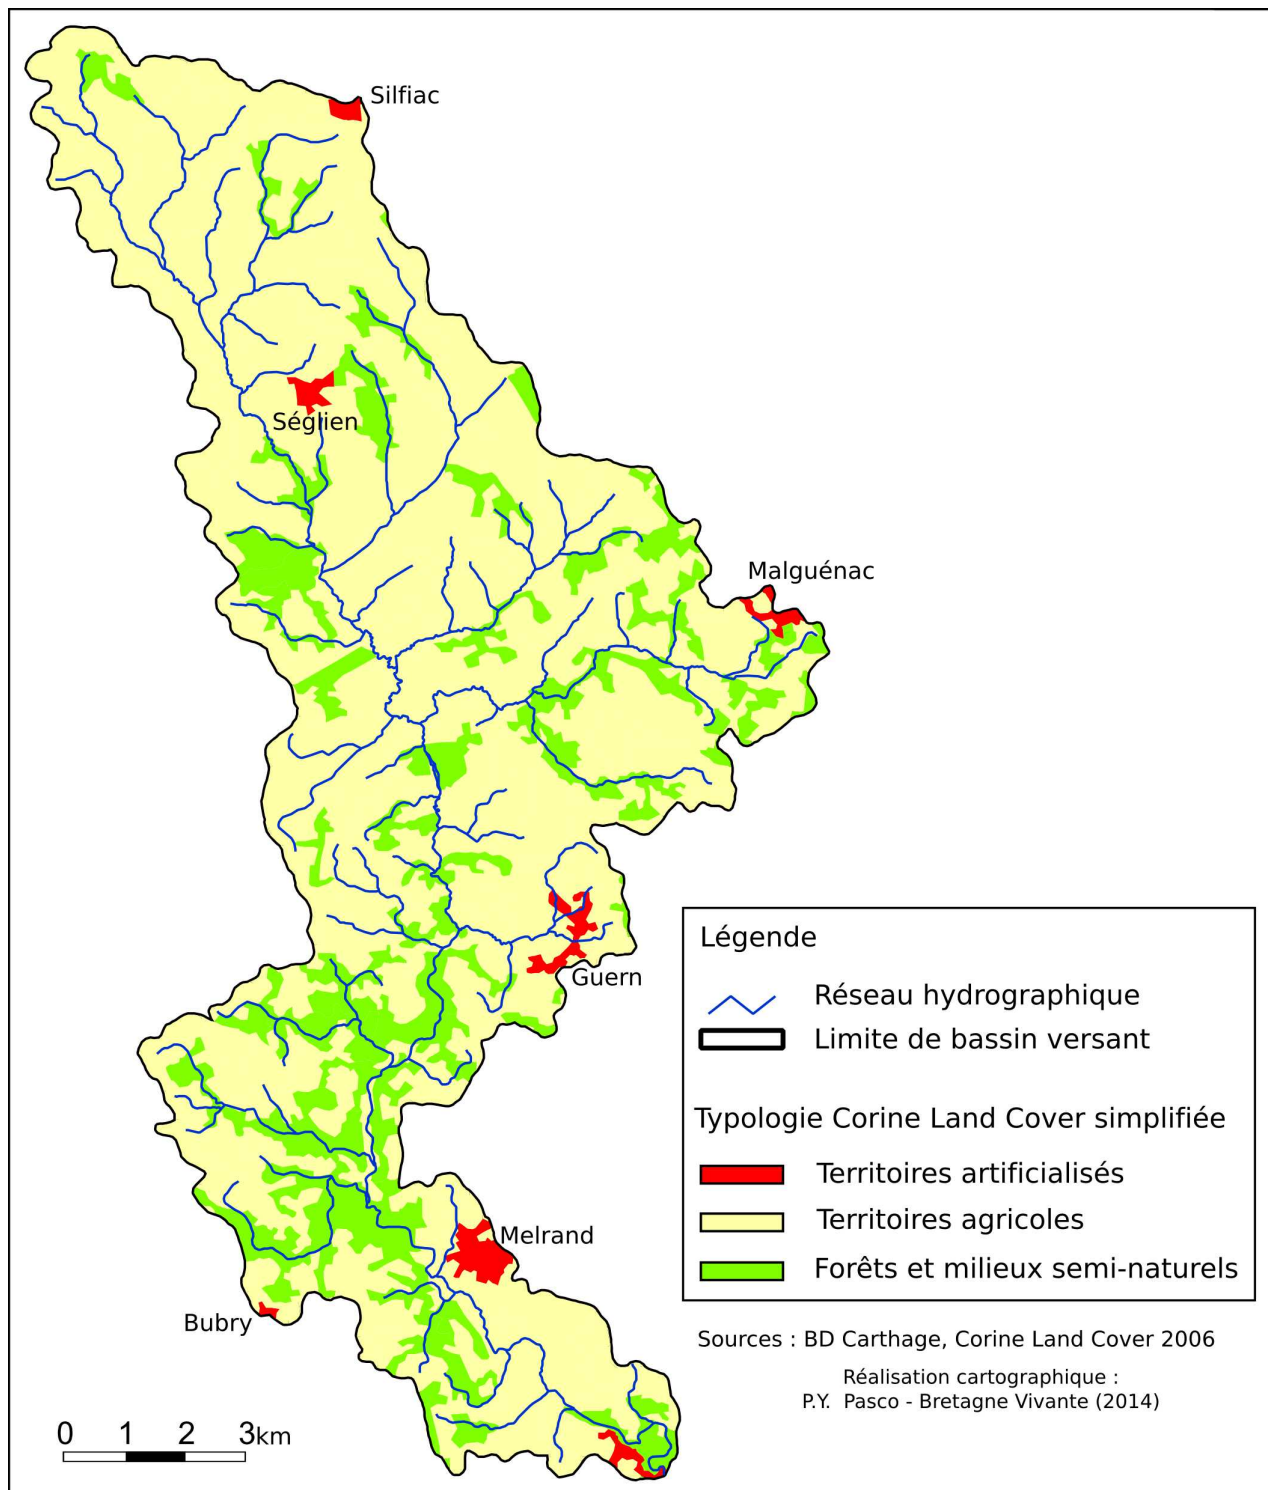 Silfiac
Séglien
Malguénac
Guern
Melrand
Bubry
Légende
Réseau hydrographique
Limite de bassin versant
Typologie Corine Land Cover simplifiée
Territoires artificialisés
Territoires agricoles
Forêts et milieux semi-naturels
Sources : BD Carthage, Corine Land Cover 2006
Réalisation cartographique :
P.Y. Pasco - Bretagne Vivante (2014)
0 1 2 3km